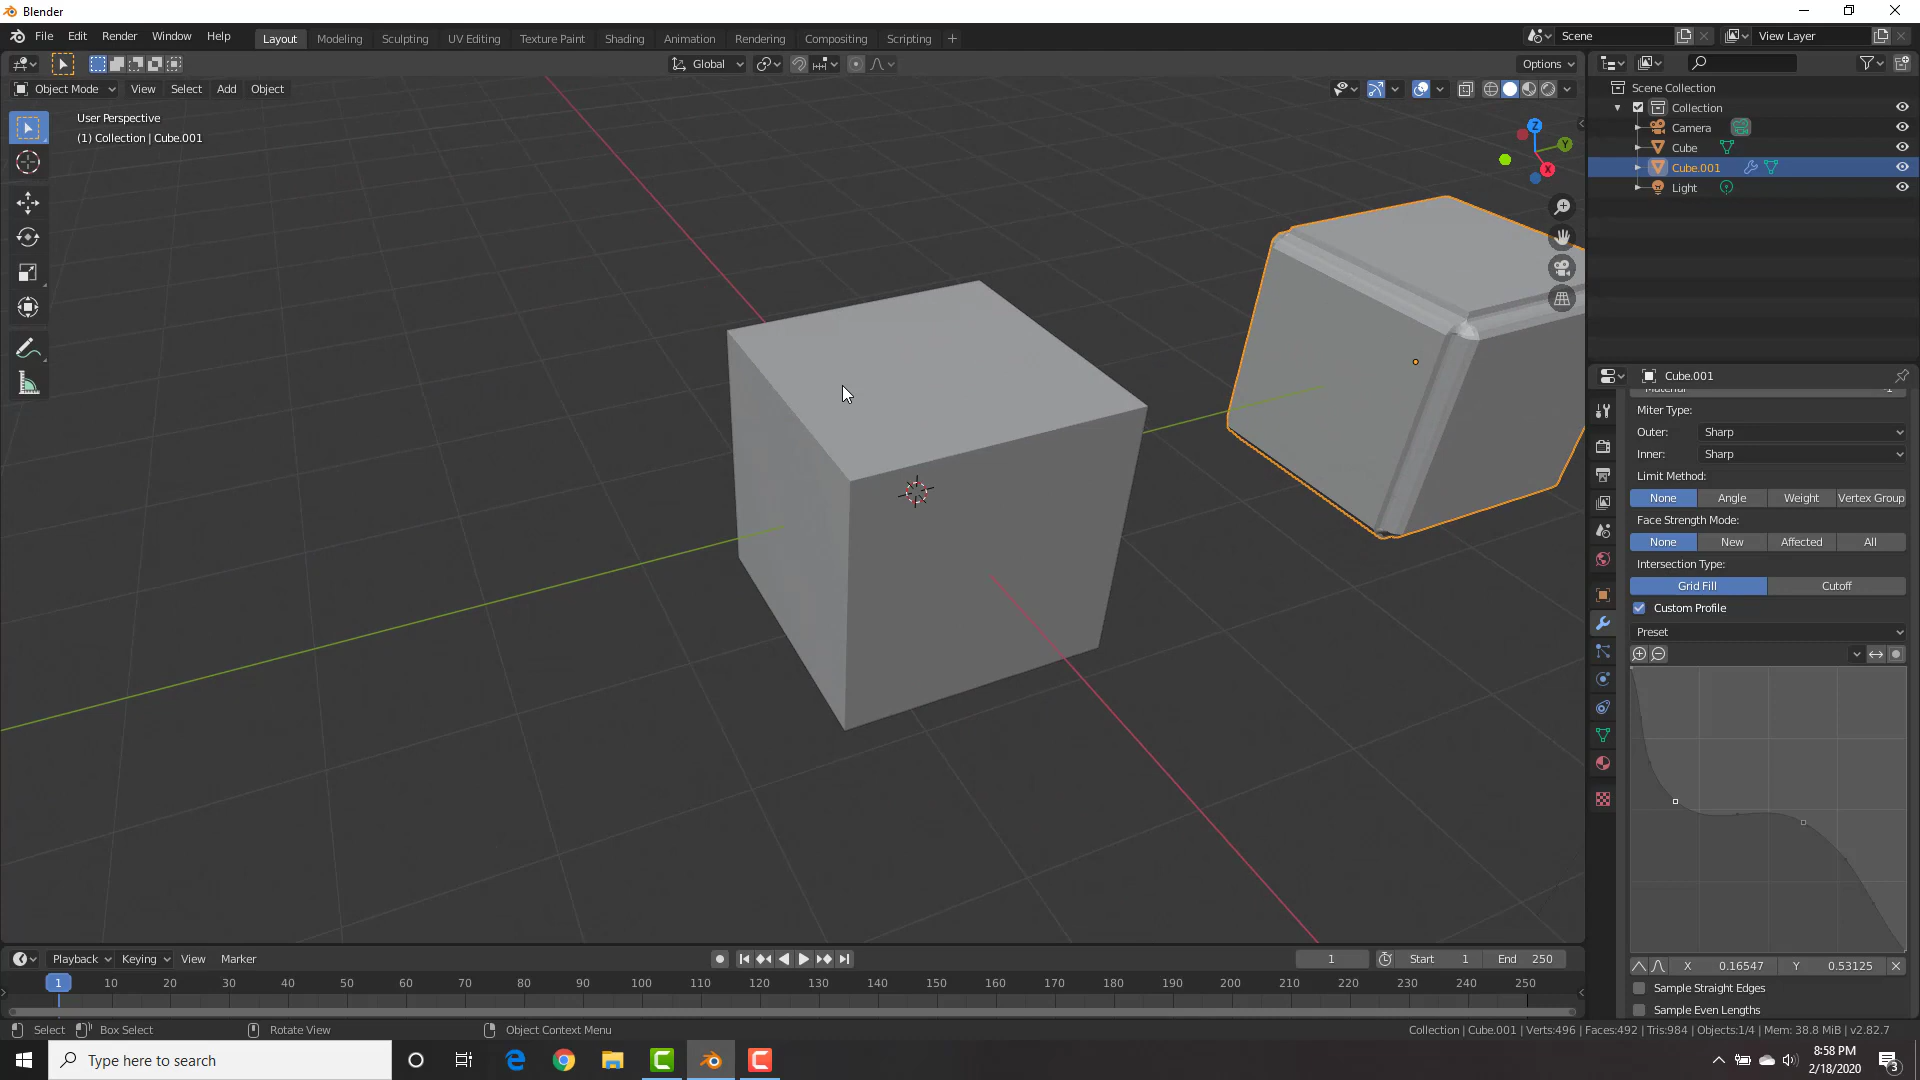 Blender
File Edit Render Window Help
Layout Modeling Sculpting UV Editing Texture Paint Shading Animation Rendering Compositing Scripting
Scene
View Layer
Global
Options
Object Mode View Select Add Object
User Perspective
(1) Collection | Cube.001
Z
Y
X
Scene Collection
Collection
Camera
Cube
Cube.001
Light
Cube.001
Material -1
Miter Type:
Outer: Sharp
Inner: Sharp
Limit Method:
None Angle Weight Vertex Group
Face Strength Mode:
None New Affected All
Intersection Type:
Grid Fill Cutoff
Custom Profile
Preset
X 0.16547 Y 0.53125
Sample Straight Edges
Sample Even Lengths
Playback Keying View Marker
1 Start 1 End 250
1 10 20 30 40 50 60 70 80 90 100 110 120 130 140 150 160 170 180 190 200 210 220 230 240 250
Select Box Select Rotate View Object Context Menu
Collection | Cube.001 | Verts:496 | Faces:492 | Tris:984 | Objects:1/4 | Mem: 38.8 MiB | v2.82.7
Type here to search
8:58 PM
2/18/2020
3